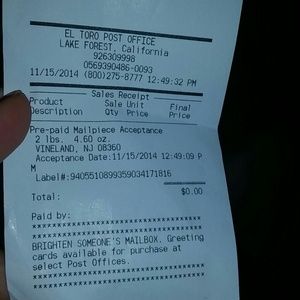 EL TORO POST OFFICE
LAKE FOREST, California
926309998
0569390486-0093
11/15/2014 (800)275-8777 12:49:32 PM
Sales Receipt
Product Sale Unit Final
Description Qty Price Price
Pre-paid Mailpiece Acceptance
2 lbs. 4.60 oz.
VINELAND, NJ 08360
Acceptance Date:11/15/2014 12:49:09 P
M
Label#:9405510899359034171816
$0.00
Total:
Paid by:
****************************************
****************************************
BRIGHTEN SOMEONE'S MAILBOX. Greeting
cards available for purchase at
select Post Offices.
****************************************
****************************************